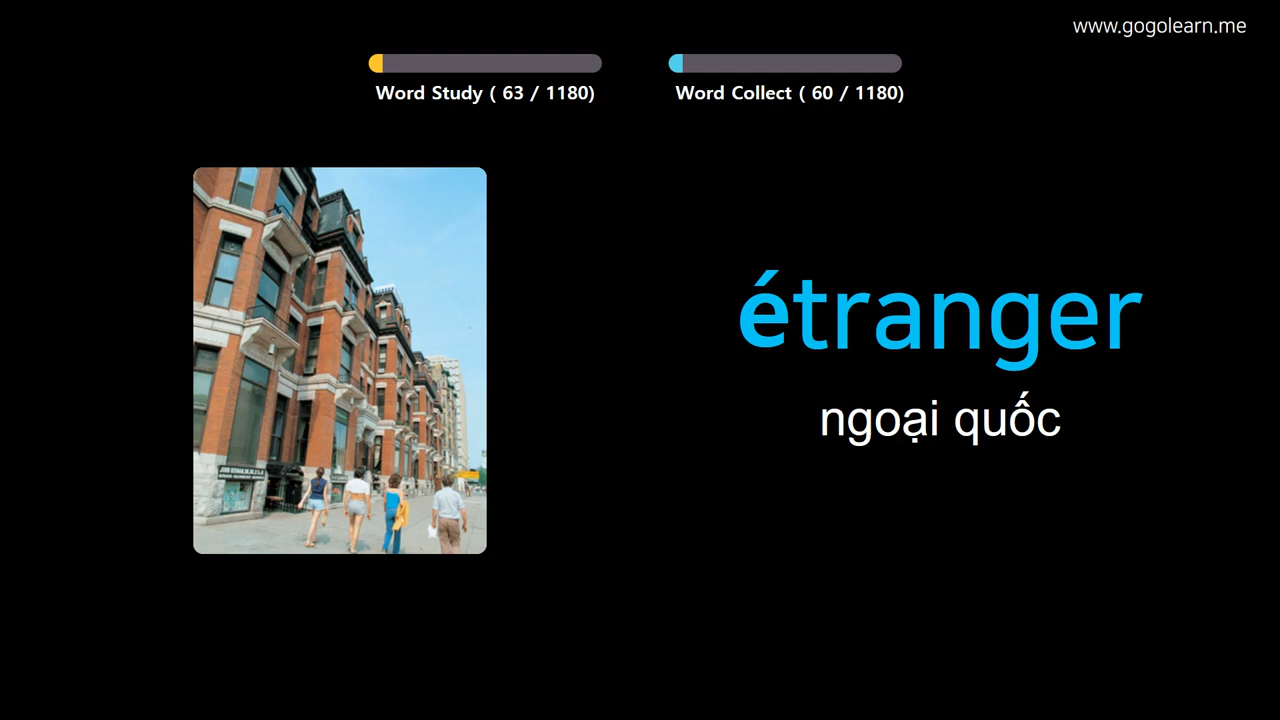 www.gogolearn.me
Word Study ( 63 / 1180)
Word Collect ( 60 / 1180)
étranger
ngoại quốc